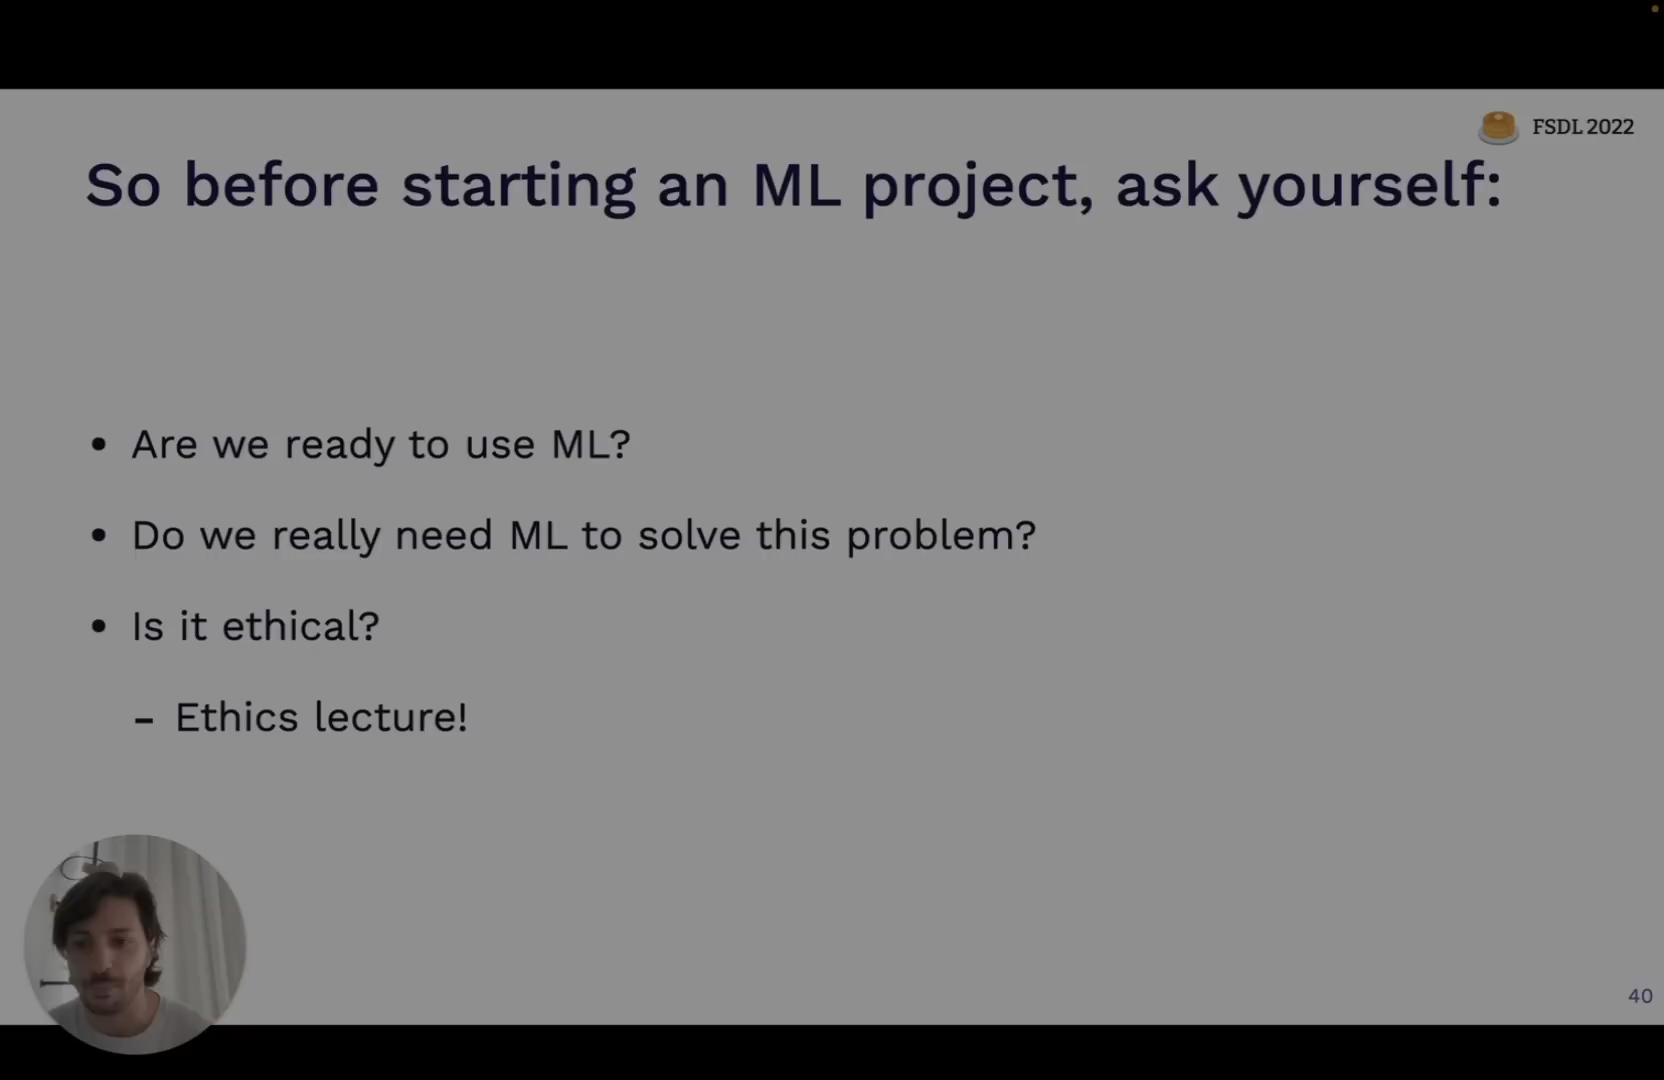 FSDL 2022
So before starting an ML project, ask yourself:
• Are we ready to use ML?
• Do we really need ML to solve this problem?
• Is it ethical?
– Ethics lecture!
40